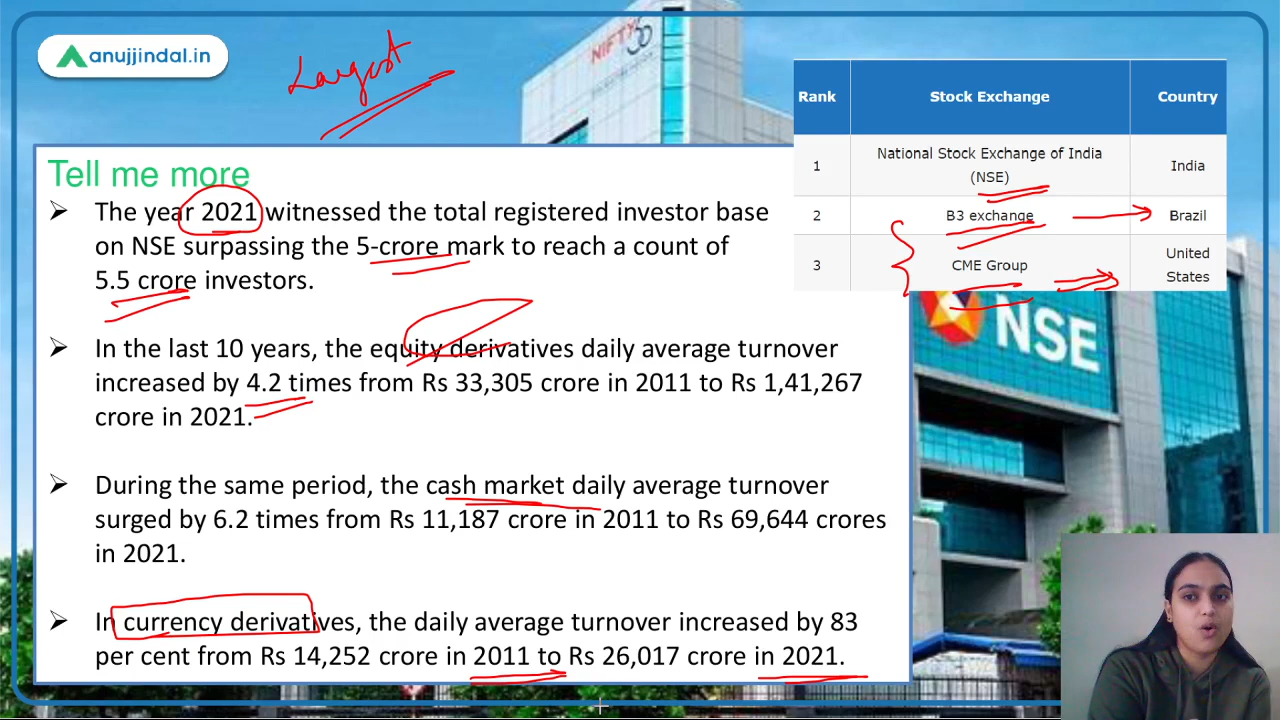 anujjindal.in
Largest
NIFTY 50
Rank Stock Exchange Country
1 National Stock Exchange of India (NSE) India
2 B3 exchange Brazil
3 CME Group United States
Tell me more
The year 2021 witnessed the total registered investor base
on NSE surpassing the 5-crore mark to reach a count of
5.5 crore investors.
In the last 10 years, the equity derivatives daily average turnover
increased by 4.2 times from Rs 33,305 crore in 2011 to Rs 1,41,267
crore in 2021.
During the same period, the cash market daily average turnover
surged by 6.2 times from Rs 11,187 crore in 2011 to Rs 69,644 crores
in 2021.
In currency derivatives, the daily average turnover increased by 83
per cent from Rs 14,252 crore in 2011 to Rs 26,017 crore in 2021.
NSE